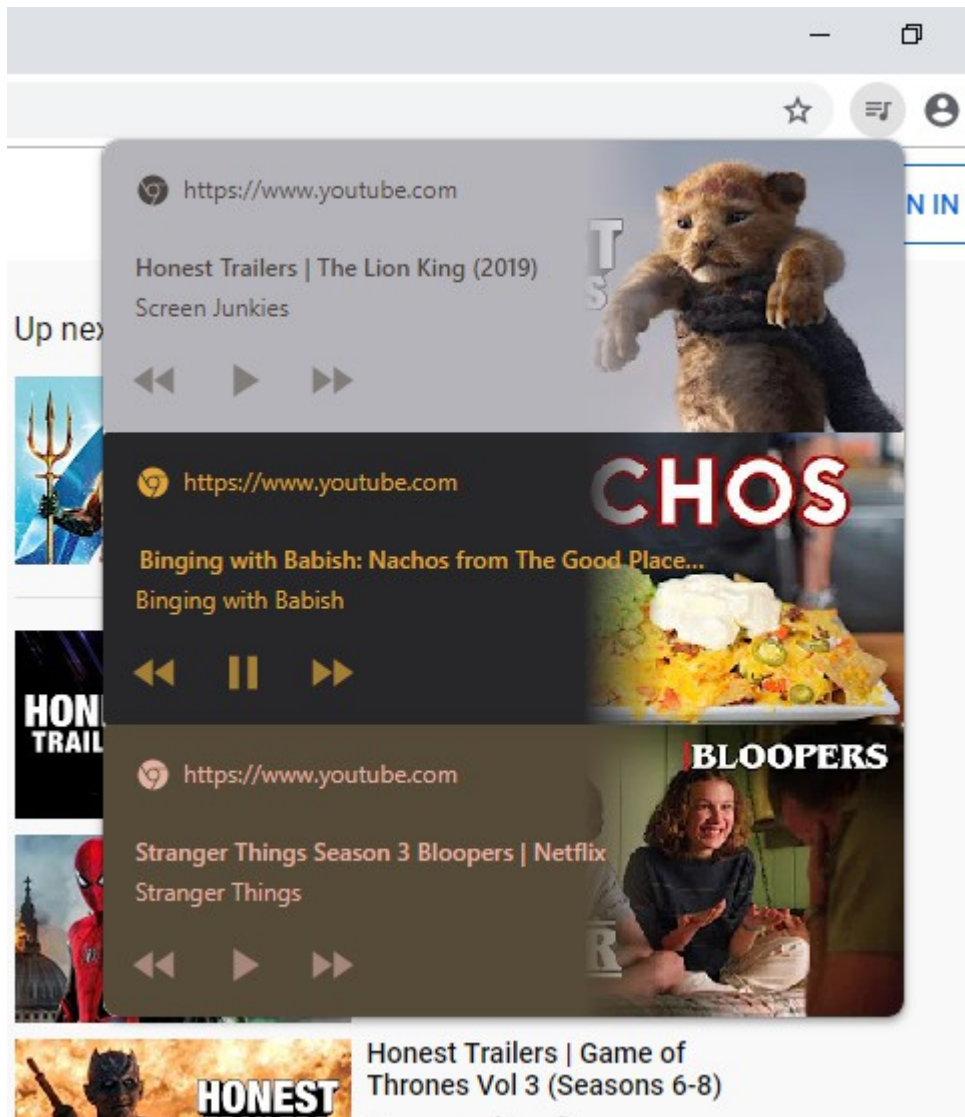 N IN
https://www.youtube.com
Honest Trailers | The Lion King (2019)
Screen Junkies
Up nex
https://www.youtube.com
CHOS
Binging with Babish: Nachos from The Good Place...
Binging with Babish
HON
TRAIL
https://www.youtube.com
BLOOPERS
Stranger Things Season 3 Bloopers | Netflix
Stranger Things
R
Honest Trailers | Game of
Thrones Vol 3 (Seasons 6-8)
HONEST